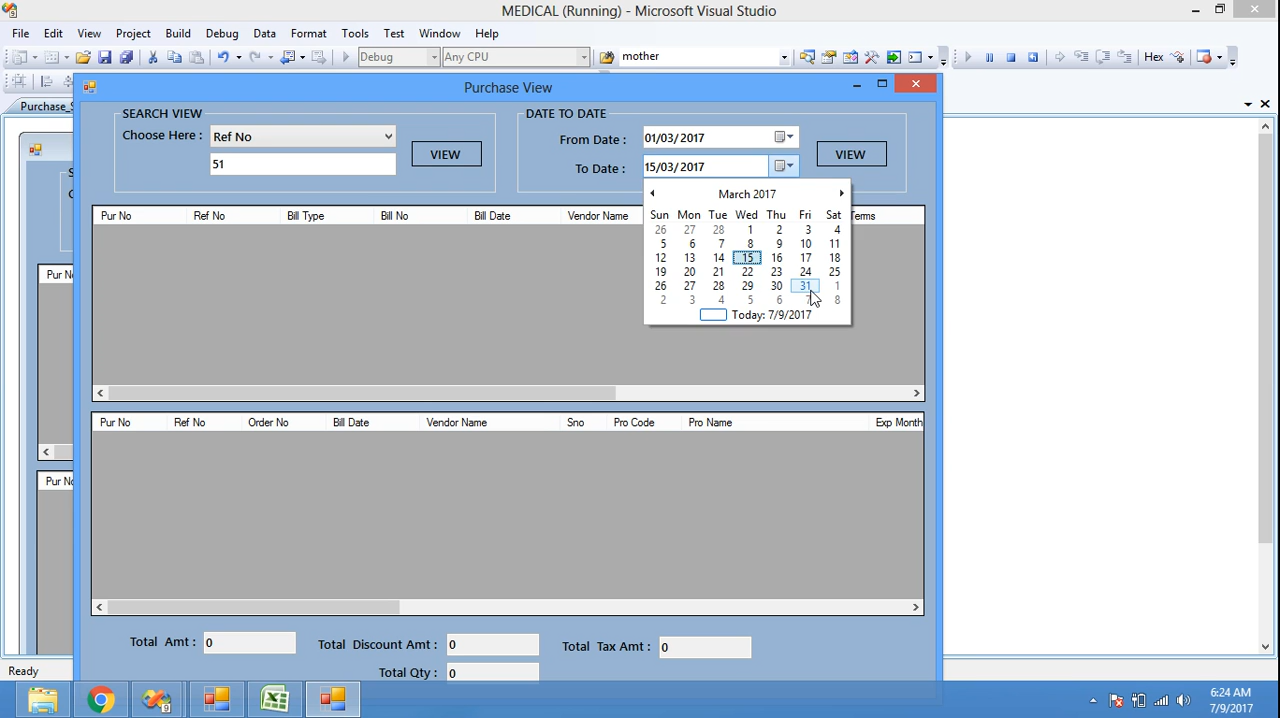 MEDICAL (Running) - Microsoft Visual Studio
File Edit View Project Build Debug Data Format Tools Test Window Help
Debug Any CPU mother Hex
Purchase_S
Purchase View
SEARCH VIEW
Choose Here : Ref No
51
VIEW
DATE TO DATE
From Date : 01/03/2017
To Date : 15/03/2017
VIEW
March 2017
Sun Mon Tue Wed Thu Fri Sat
26 27 28 1 2 3 4
5 6 7 8 9 10 11
12 13 14 15 16 17 18
19 20 21 22 23 24 25
26 27 28 29 30 31 1
2 3 4 5 6 7 8
Today: 7/9/2017
Pur No Ref No Bill Type Bill No Bill Date Vendor Name Terms
Pur No
Pur No Ref No Order No Bill Date Vendor Name Sno Pro Code Pro Name Exp Month
Pur No
Total Amt : 0
Total Discount Amt : 0
Total Tax Amt : 0
Total Qty : 0
Ready
6:24 AM
7/9/2017